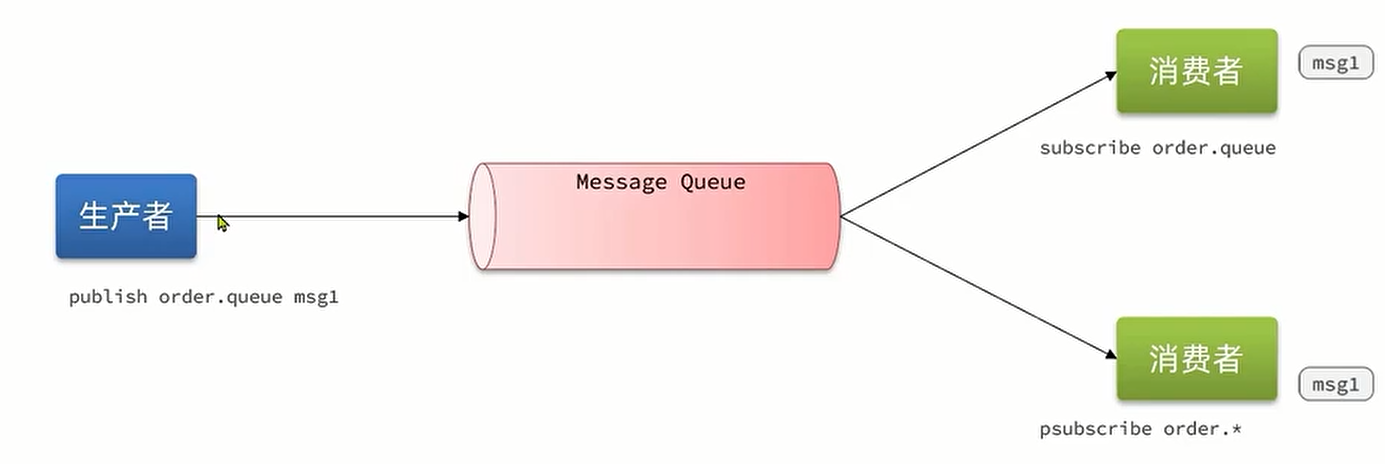 生产者
publish order.queue msg1
Message Queue
消费者
msg1
subscribe order.queue
消费者
msg1
psubscribe order.*